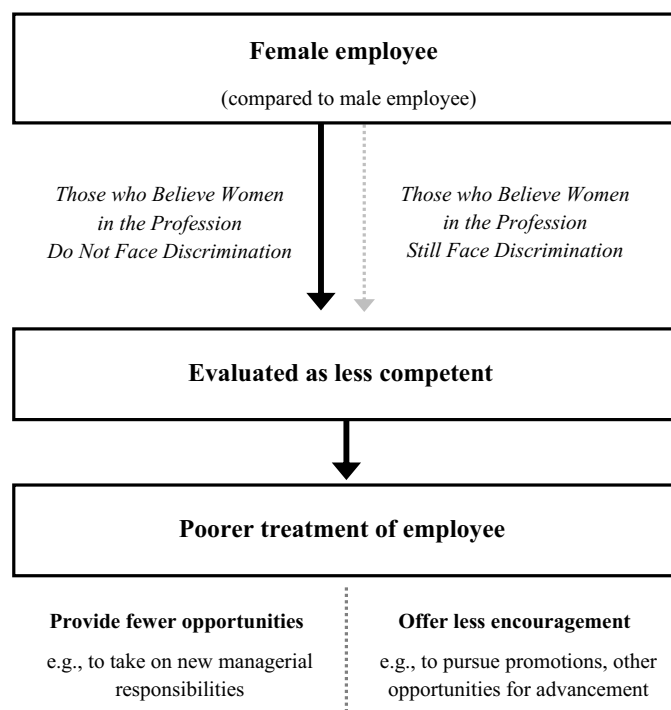 Female employee
(compared to male employee)
Those who Believe Women
in the Profession
Do Not Face Discrimination
Those who Believe Women
in the Profession
Still Face Discrimination
Evaluated as less competent
Poorer treatment of employee
Provide fewer opportunities
e.g., to take on new managerial
responsibilities
Offer less encouragement
e.g., to pursue promotions, other
opportunities for advancement